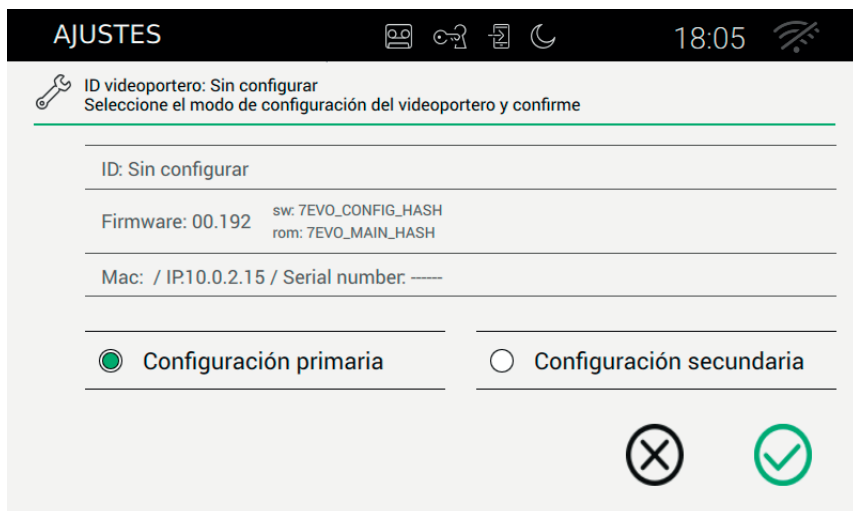 AJUSTES 18:05
ID videoportero: Sin configurar
Seleccione el modo de configuración del videoportero y confirme
ID: Sin configurar
Firmware: 00.192 sw: 7EVO_CONFIG_HASH
rom: 7EVO_MAIN_HASH
Mac: / IP:10.0.2.15 / Serial number: ------
Configuración primaria Configuración secundaria